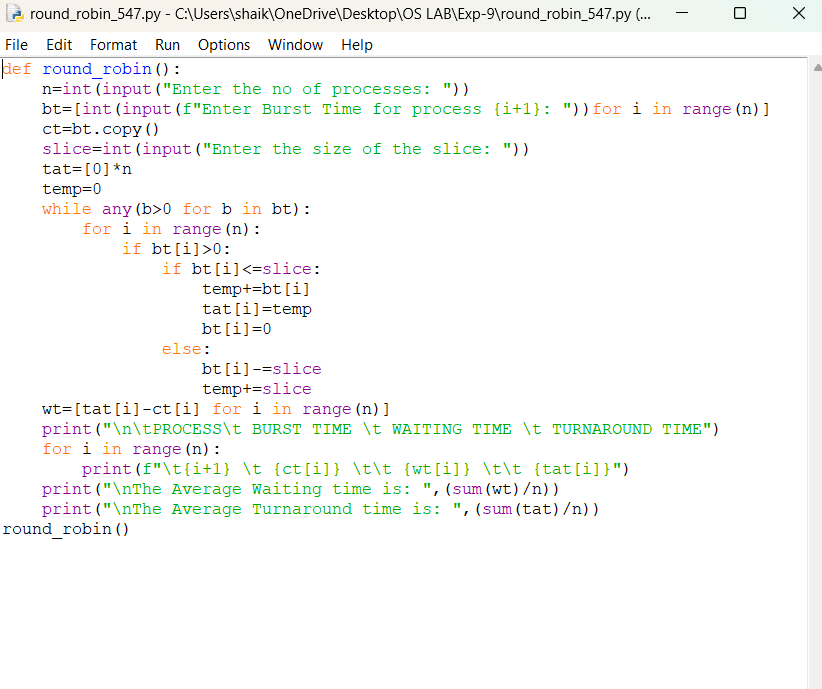 round_robin_547.py - C:\Users\shaik\OneDrive\Desktop\OS LAB\Exp-9\round_robin_547.py (...
File Edit Format Run Options Window Help
def round_robin():
    n=int(input("Enter the no of processes: "))
    bt=[int(input(f"Enter Burst Time for process {i+1}: "))for i in range(n)]
    ct=bt.copy()
    slice=int(input("Enter the size of the slice: "))
    tat=[0]*n
    temp=0
    while any(b>0 for b in bt):
        for i in range(n):
            if bt[i]>0:
                if bt[i]<=slice:
                    temp+=bt[i]
                    tat[i]=temp
                    bt[i]=0
                else:
                    bt[i]-=slice
                    temp+=slice
    wt=[tat[i]-ct[i] for i in range(n)]
    print("\n\tPROCESS\t BURST TIME \t WAITING TIME \t TURNAROUND TIME")
    for i in range(n):
        print(f"\t{i+1} \t {ct[i]} \t\t {wt[i]} \t\t {tat[i]}")
    print("\nThe Average Waiting time is: ",(sum(wt)/n))
    print("\nThe Average Turnaround time is: ",(sum(tat)/n))
round_robin()